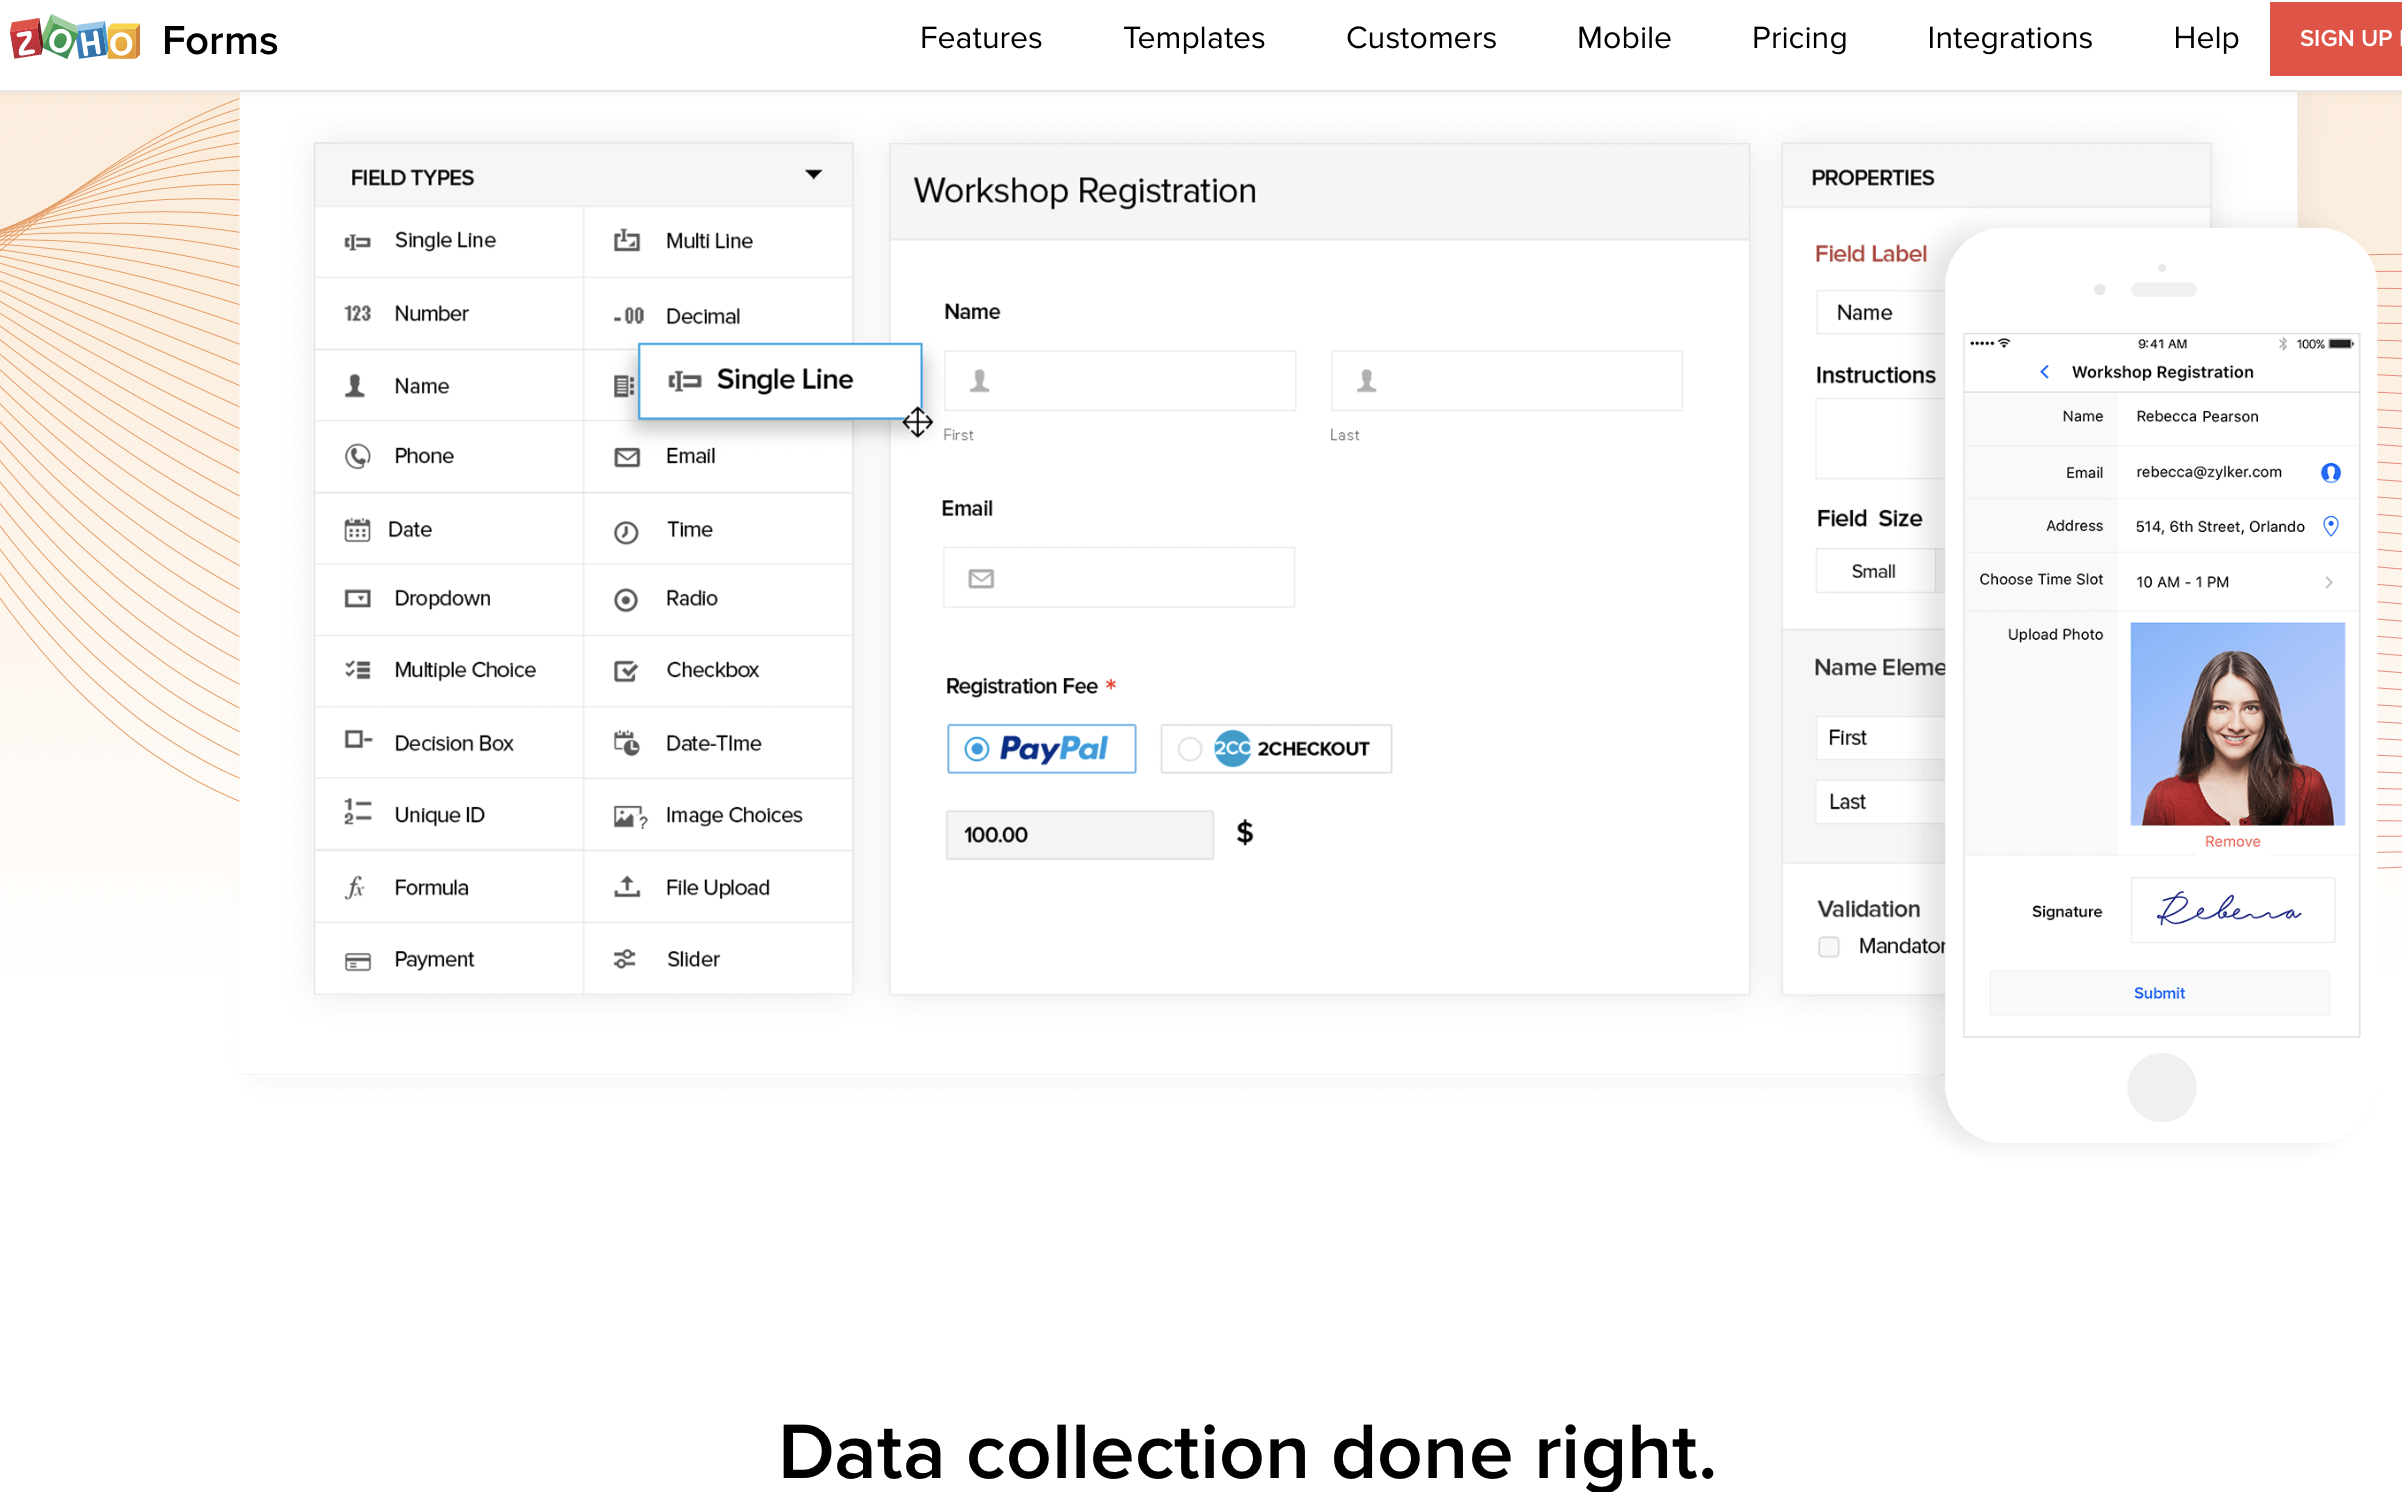 ZOHO Forms
Features Templates Customers Mobile Pricing Integrations Help SIGN UP
FIELD TYPES
Single Line Multi Line
123 Number -00 Decimal
Name
Single Line
Phone Email
Date Time
Dropdown Radio
Multiple Choice Checkbox
Decision Box Date-TIme
1 2 Unique ID ? Image Choices
fx Formula File Upload
Payment Slider
Workshop Registration
Name
First Last
Email
Registration Fee *
PayPal 2CO 2CHECKOUT
100.00 $
PROPERTIES
Field Label
Name
Instructions
Field Size
Small
Name Eleme
First
Last
Validation
Mandator
9:41 AM 100%
Workshop Registration
Name Rebecca Pearson
Email rebecca@zylker.com
Address 514, 6th Street, Orlando
Choose Time Slot 10 AM - 1 PM
Upload Photo
Remove
Signature Rebecca
Submit
Data collection done right.